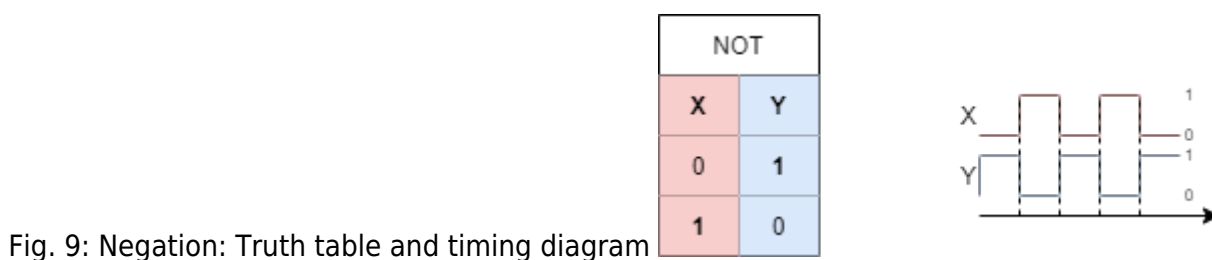 NOT
X Y
0 1
1 0
X
1
0
Y
1
0
Fig. 9: Negation: Truth table and timing diagram